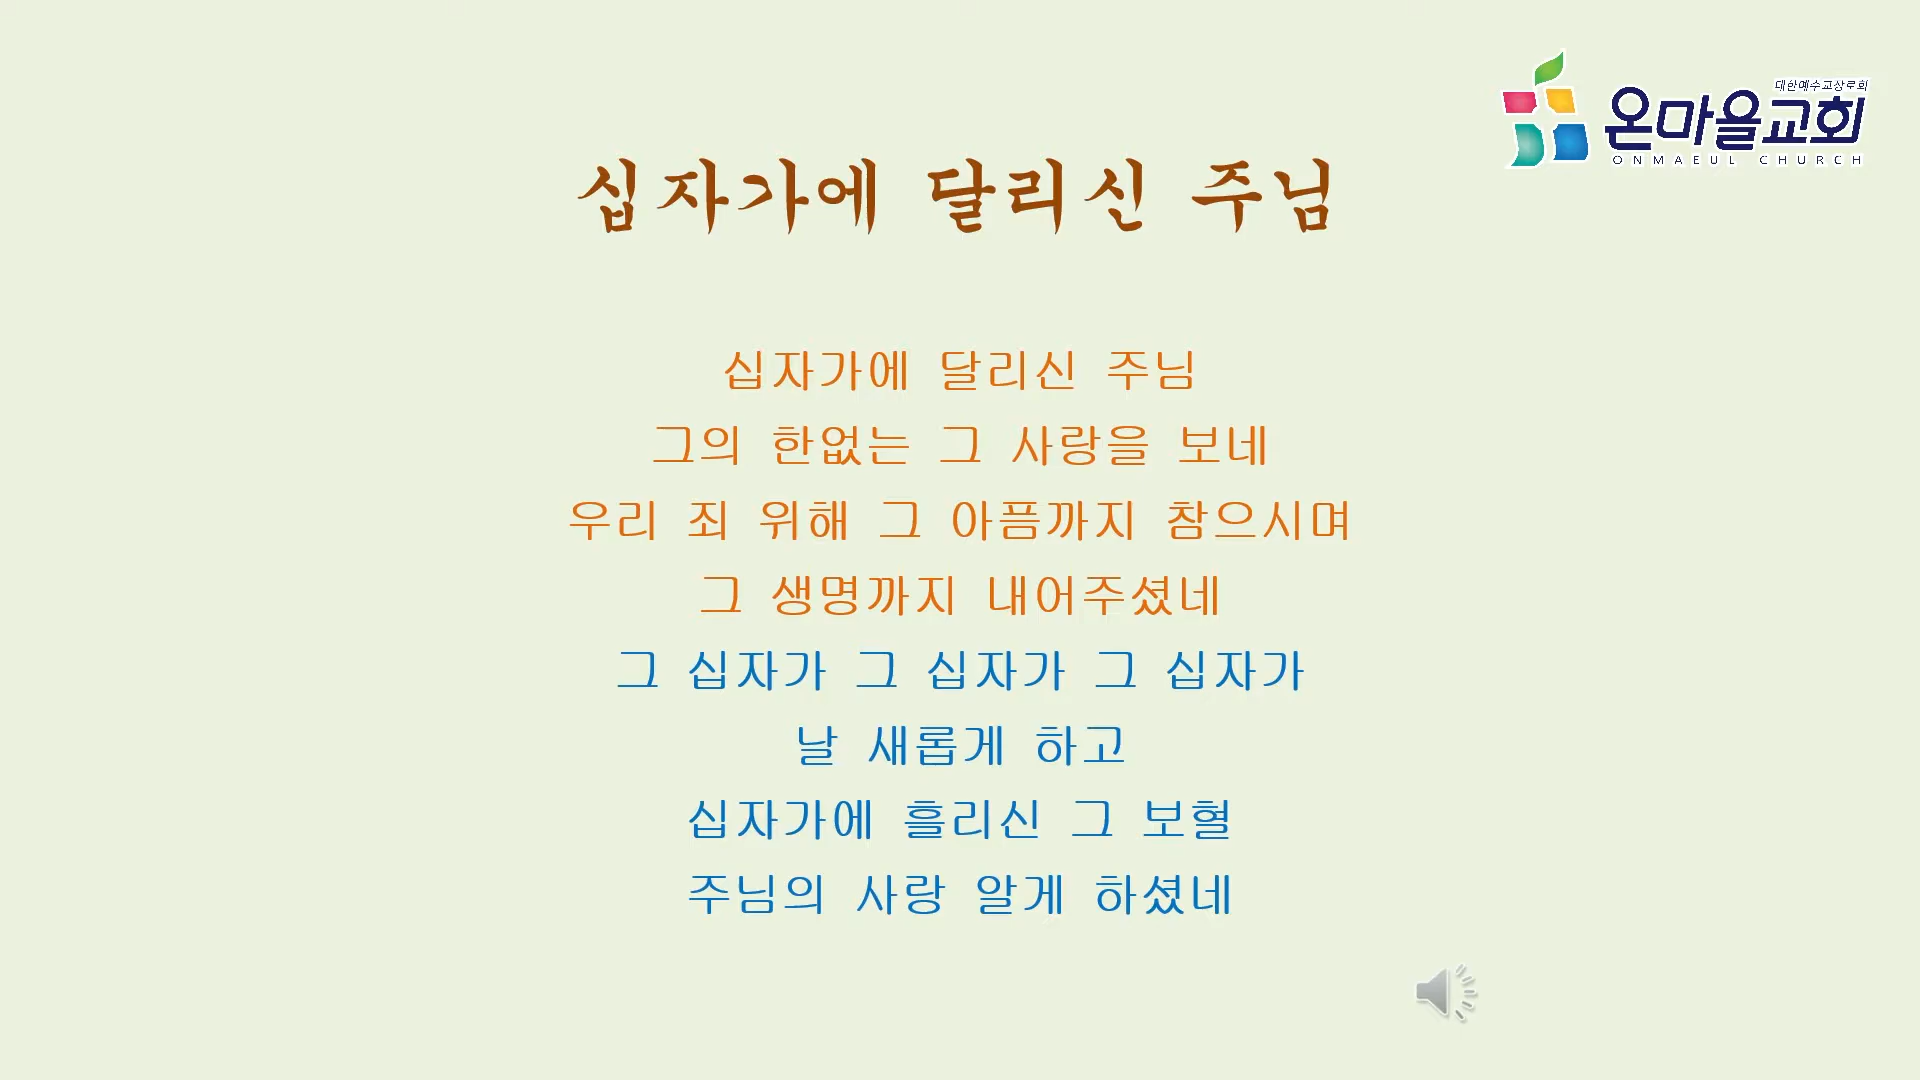 대한예수교장로회
온마을교회
ONMAEUL CHURCH
십자가에 달리신 주님
십자가에 달리신 주님
그의 한없는 그 사랑을 보네
우리 죄 위해 그 아픔까지 참으시며
그 생명까지 내어주셨네
그 십자가 그 십자가 그 십자가
날 새롭게 하고
십자가에 흘리신 그 보혈
주님의 사랑 알게 하셨네